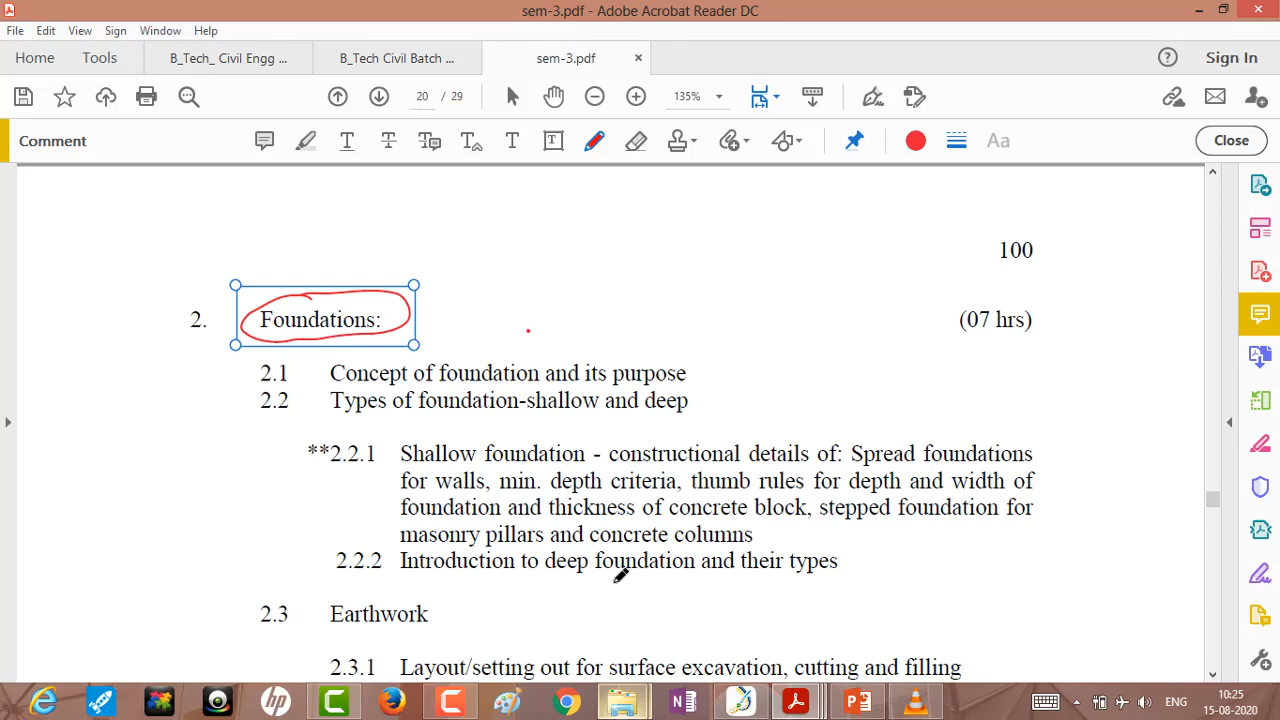 sem-3.pdf - Adobe Acrobat Reader DC
File Edit View Sign Window Help
Home Tools B_Tech_ Civil Engg ... B_Tech Civil Batch ... sem-3.pdf × Sign In
20 / 29 135%
Comment Aa Close
100
2. Foundations: (07 hrs)
2.1 Concept of foundation and its purpose
2.2 Types of foundation-shallow and deep
**2.2.1 Shallow foundation - constructional details of: Spread foundations
for walls, min. depth criteria, thumb rules for depth and width of
foundation and thickness of concrete block, stepped foundation for
masonry pillars and concrete columns
2.2.2 Introduction to deep foundation and their types
2.3 Earthwork
2.3.1 Layout/setting out for surface excavation, cutting and filling
ENG 10:25
15-08-2020